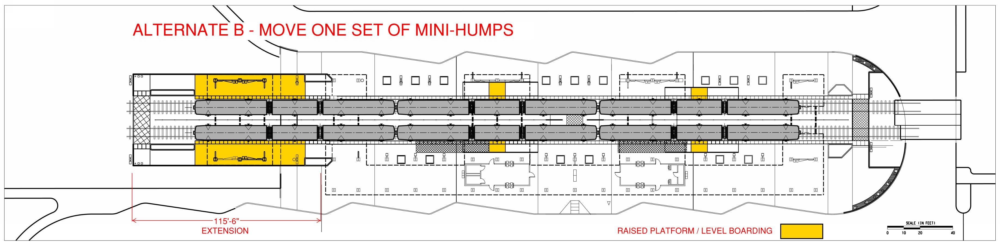 ALTERNATE B - MOVE ONE SET OF MINI-HUMPS
115'-6"
EXTENSION
RAISED PLATFORM / LEVEL BOARDING
SCALE (IN FEET)
0 10 20 40